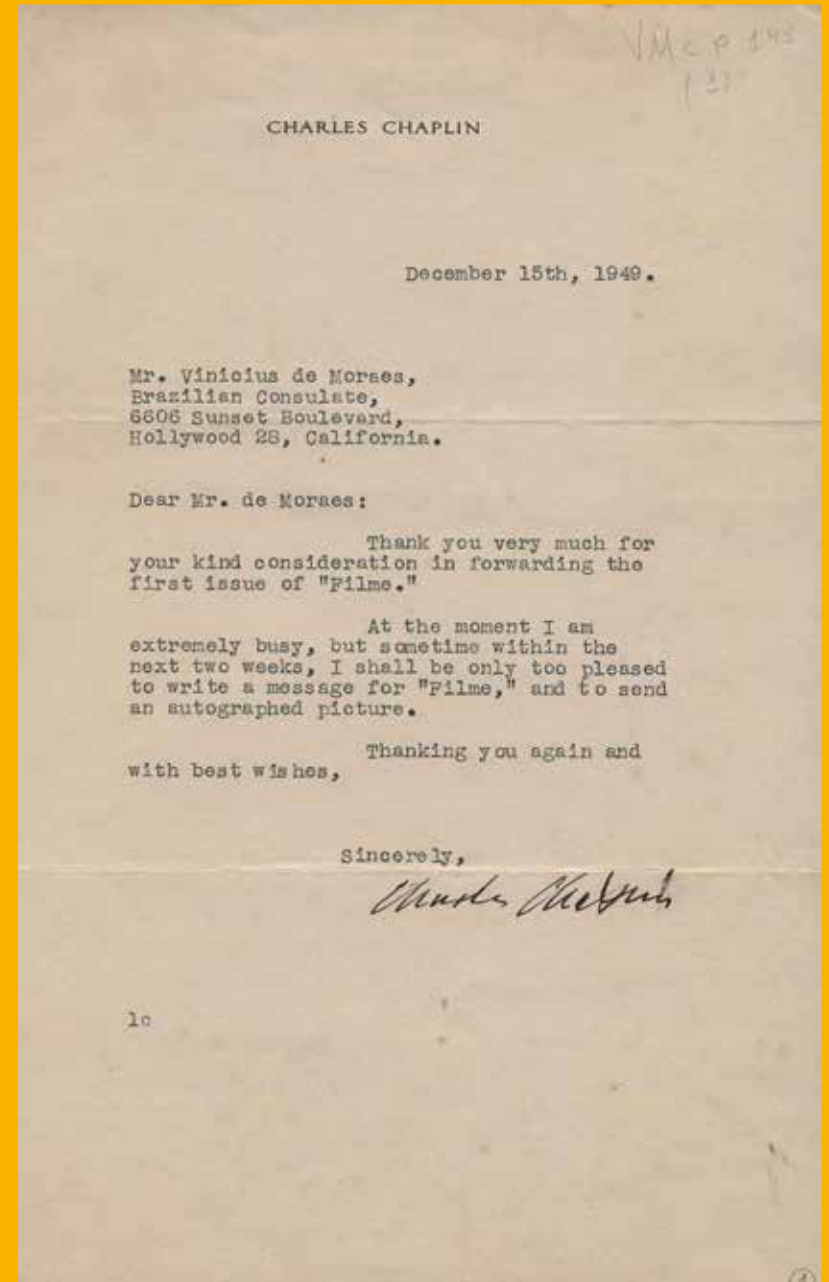 VMcp 145
(1)
CHARLES CHAPLIN
December 15th, 1949.
Mr. Vinicius de Moraes,
Brazilian Consulate,
6606 Sunset Boulevard,
Hollywood 28, California.
Dear Mr. de Moraes:
Thank you very much for
your kind consideration in forwarding the
first issue of "Filme."
At the moment I am
extremely busy, but sometime within the
next two weeks, I shall be only too pleased
to write a message for "Filme," and to send
an autographed picture.
Thanking you again and
with best wishes,
Sincerely,
Charles Chaplin
lc